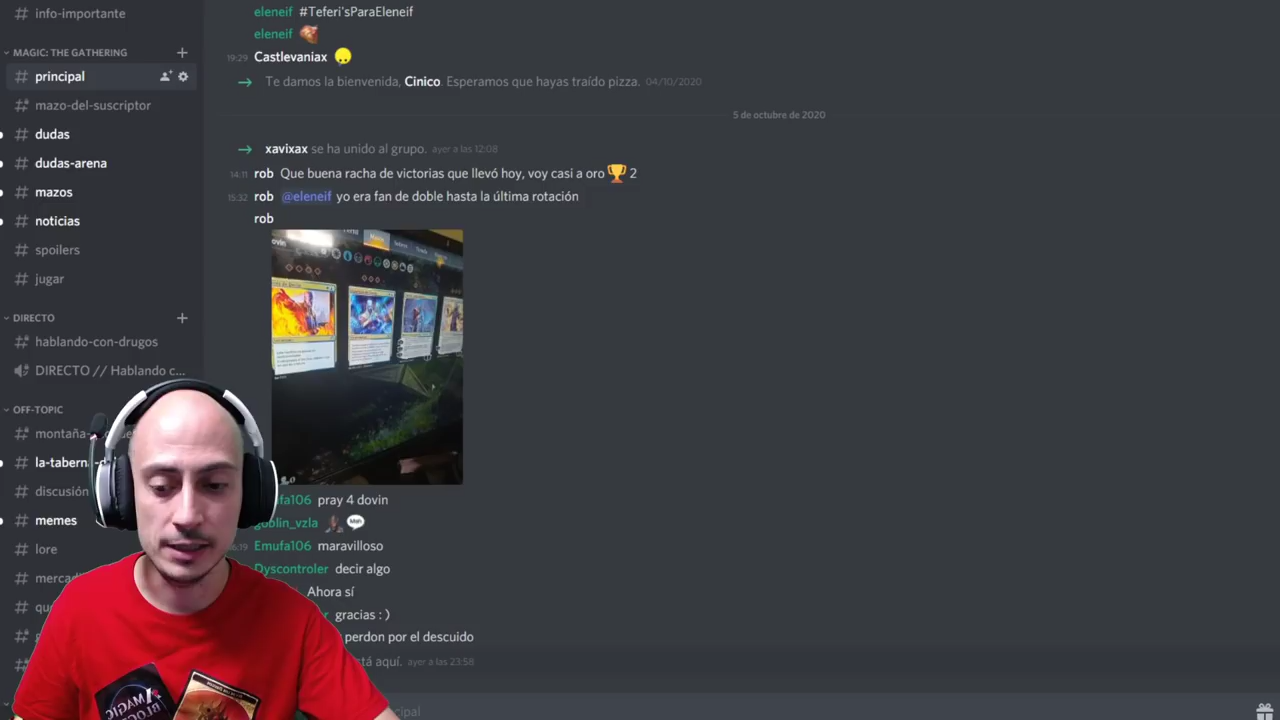 info-importante
MAGIC: THE GATHERING
principal
mazo-del-suscriptor
dudas
dudas-arena
mazos
noticias
spoilers
jugar
DIRECTO
hablando-con-drugos
DIRECTO // Hablando c...
OFF-TOPIC
montaña-
la-taberna
discusión
memes
lore
eleneif #Teferi'sParaEleneif
eleneif
19:29 Castlevaniax
Te damos la bienvenida, Cinico. Esperamos que hayas traído pizza. 04/10/2020
5 de octubre de 2020
xavixax se ha unido al grupo. ayer a las 12:08
14:11 rob Que buena racha de victorias que llevó hoy, voy casi a oro 2
15:32 rob @eleneif yo era fan de doble hasta la última rotación
rob
pray 4 dovin
goblin_vzla
Emufa106 maravilloso
Dyscontroler decir algo
Ahora sí
gracias : )
perdon por el descuido
aquí. ayer a las 23:58
MAGIC